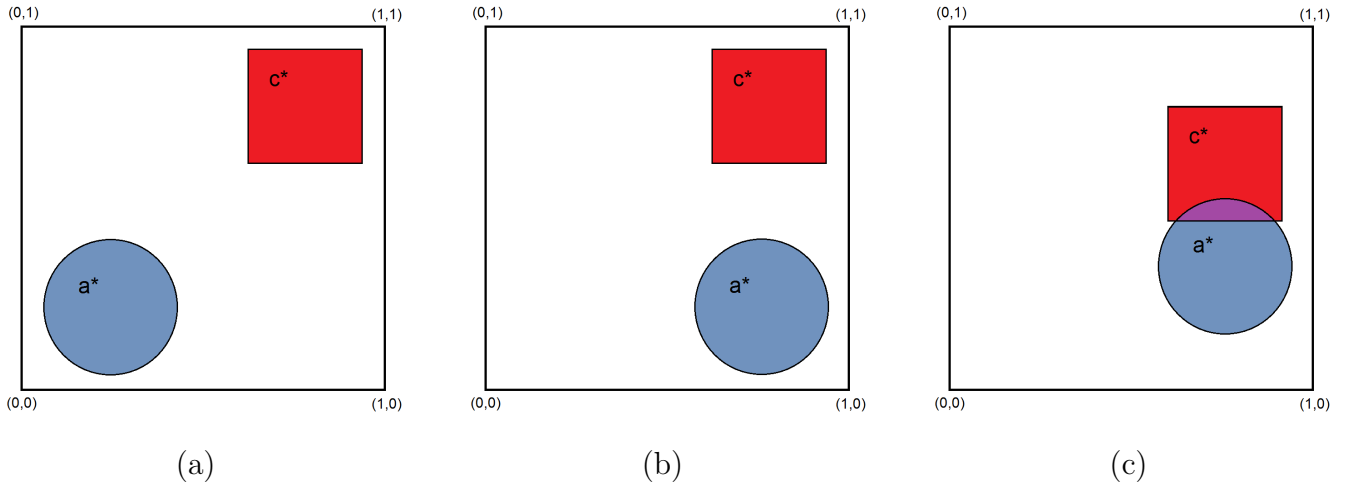 (0,1) (1,1) (0,1) (1,1) (0,1) (1,1)
c* c* c*
a* a* a*
(0,0) (1,0) (0,0) (1,0) (0,0) (1,0)
(a) (b) (c)